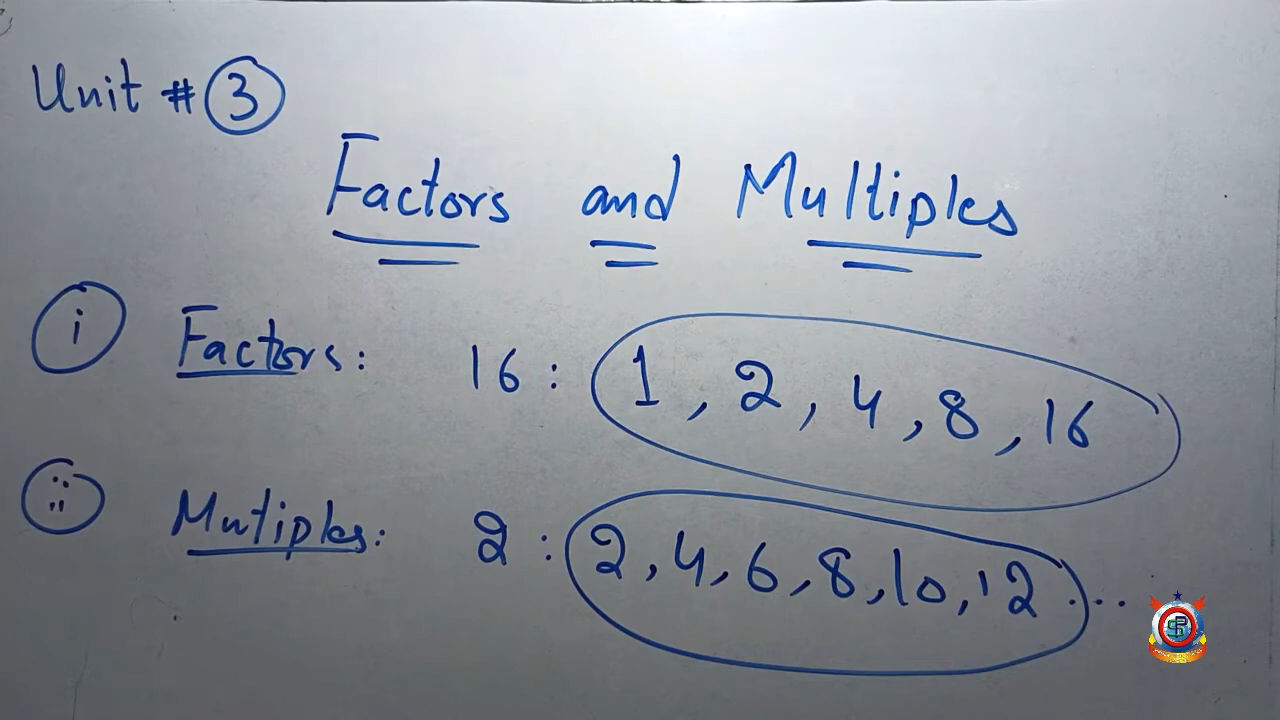 Unit # 3
Factors and Multiples
i Factors: 16 : 1, 2, 4, 8, 16
ii Mutiples: 2 : 2, 4, 6, 8, 10, 12 ...